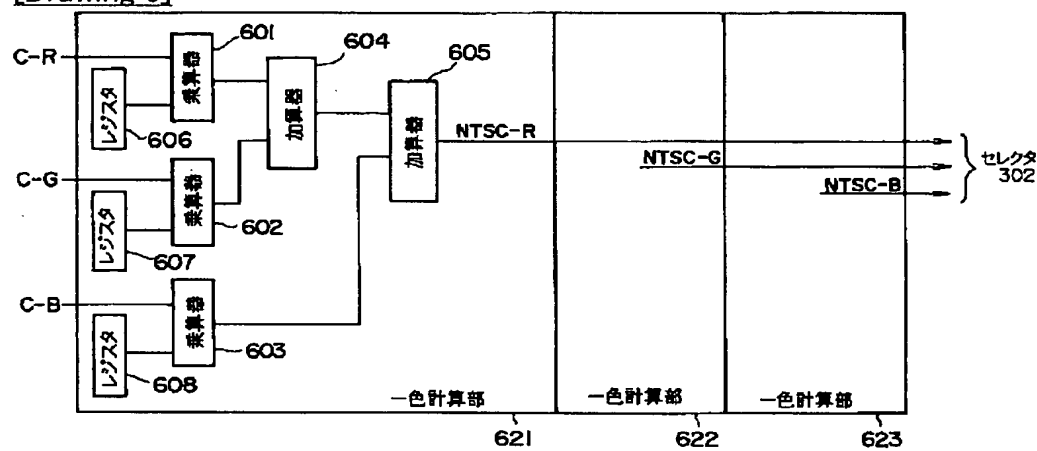 C-R
レジスタ
606
乗算器
601
加算器
604
加算器
605
C-G
レジスタ
607
乗算器
602
C-B
レジスタ
608
乗算器
603
NTSC-R
NTSC-G
NTSC-B
セレクタ
302
一色計算部
621
一色計算部
622
一色計算部
623